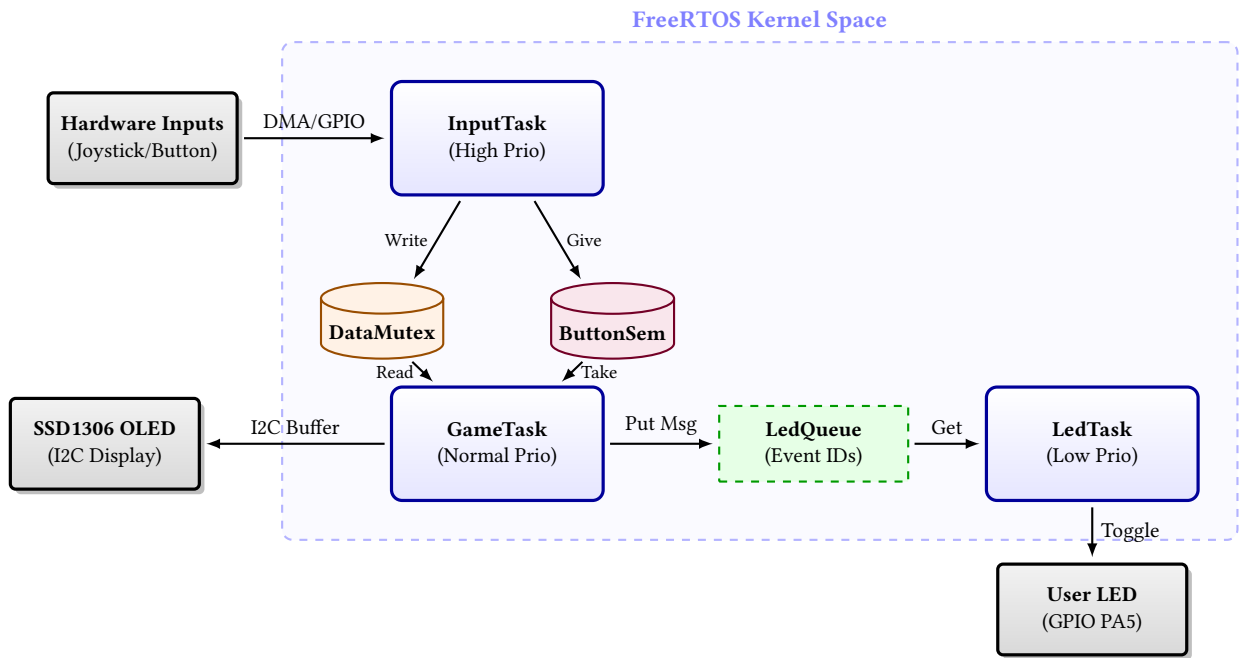 FreeRTOS Kernel Space
Hardware Inputs
(Joystick/Button)
DMA/GPIO
InputTask
(High Prio)
Write
Give
DataMutex
ButtonSem
Read
Take
SSD1306 OLED
(I2C Display)
I2C Buffer
GameTask
(Normal Prio)
Put Msg
LedQueue
(Event IDs)
Get
LedTask
(Low Prio)
Toggle
User LED
(GPIO PA5)